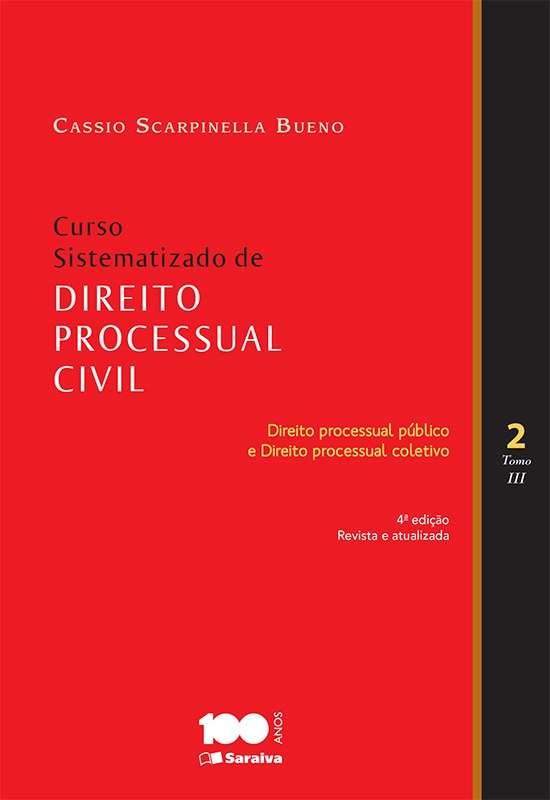 CASSIO SCARPINELLA BUENO
Curso
Sistematizado de
DIREITO
PROCESSUAL
CIVIL
Direito processual público
e Direito processual coletivo
2
Tomo
III
4ª edição
Revista e atualizada
100 ANOS
Saraiva